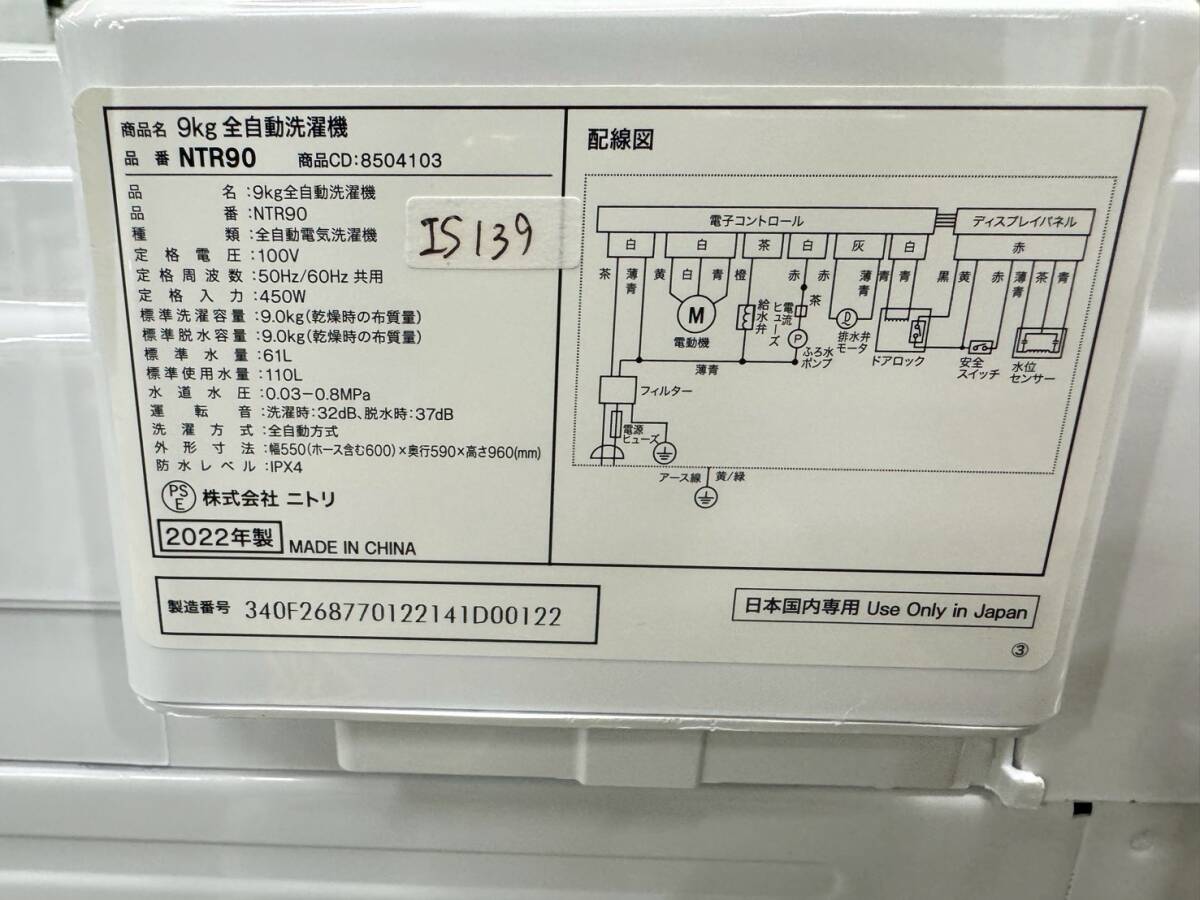 商品名 9kg 全自動洗濯機
品 番 NTR90 商品CD:8504103
品 名:9kg全自動洗濯機
品 番:NTR90
種 類:全自動電気洗濯機
定格電圧:100V
定格周波数:50Hz/60Hz 共用
定格入力:450W
標準洗濯容量:9.0kg(乾燥時の布質量)
標準脱水容量:9.0kg(乾燥時の布質量)
標準水量:61L
標準使用水量:110L
水道水圧:0.03-0.8MPa
運転音:洗濯時:32dB、脱水時:37dB
洗濯方式:全自動方式
外形寸法:幅550(ホース含む600)×奥行590×高さ960(mm)
防水レベル:IPX4
PS
E
株式会社 ニトリ
2022年製 MADE IN CHINA
IS139
配線図
電子コントロール ディスプレイパネル
白 白 茶 白 灰 白 赤
茶 薄青 黄 白 青 橙 赤 赤 青 青 黒 黄 赤 薄青 茶 青
茶
M
電動機
給水弁
電流ヒューズ
P
ふろ水
ポンプ
D
排水弁
モータ
ドアロック
安全
スイッチ
水位
センサー
薄青
フィルター
電源
ヒューズ
アース線 黄/緑
製造番号 340F268770122141D00122
日本国内専用 Use Only in Japan
③